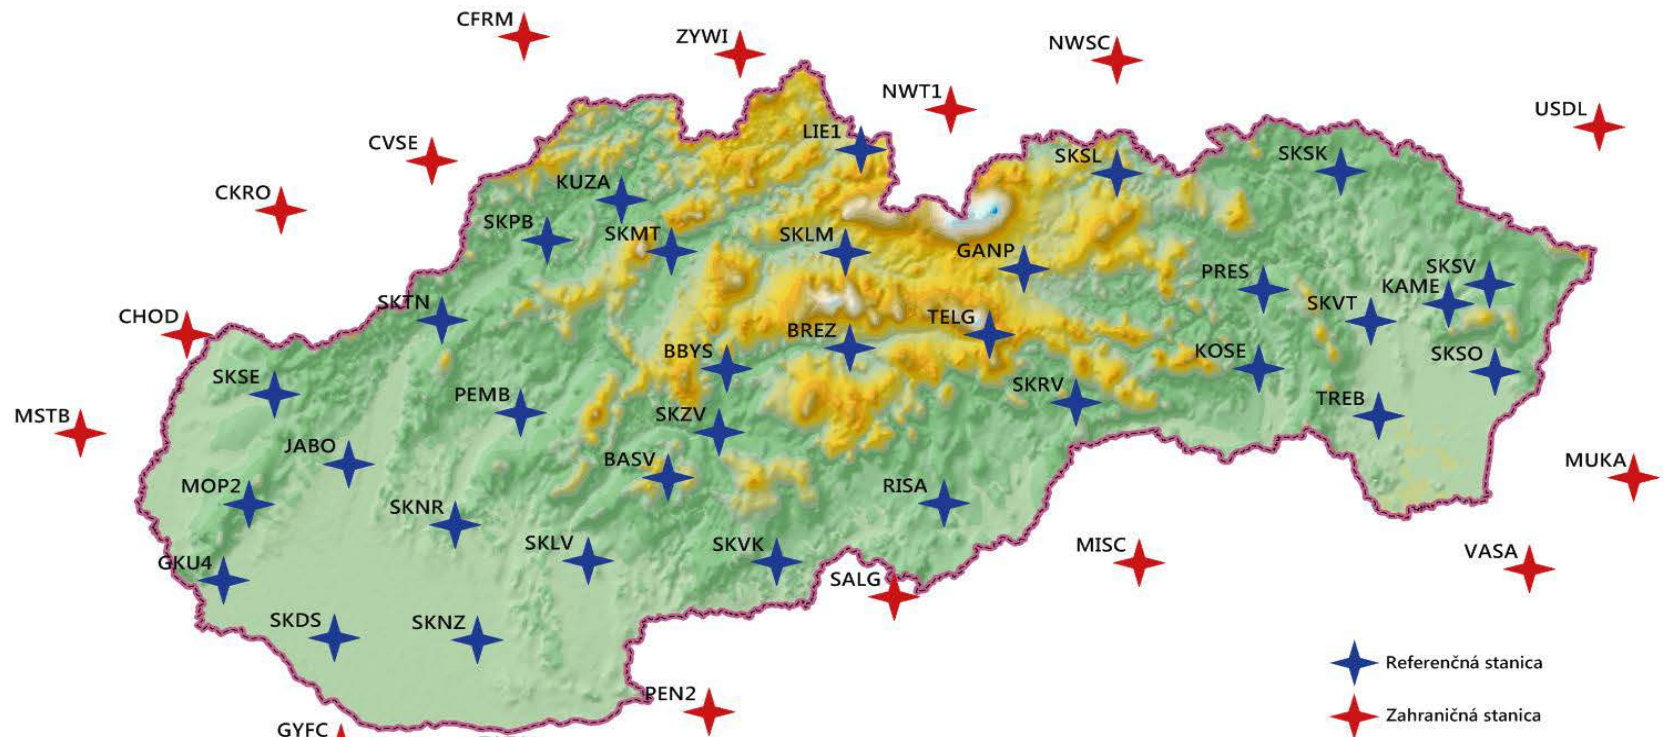 CFRM
ZYWI
NWSC
NWT1
USDL
CVSE
LIE1
SKSL
SKSK
CKRO
KUZA
SKPB
SKMT
SKLM
GANP
PRES
SKSV
KAME
SKVT
SKTN
CHOD
BREZ
TELG
BBYS
KOSE
SKSO
SKSE
PEMB
SKRV
TREB
MSTB
SKZV
JABO
BASV
MUKA
MOP2
RISA
SKNR
SKLV
SKVK
MISC
VASA
GKU4
SALG
SKDS
SKNZ
Referenčná stanica
PEN2
Zahraničná stanica
GYFC